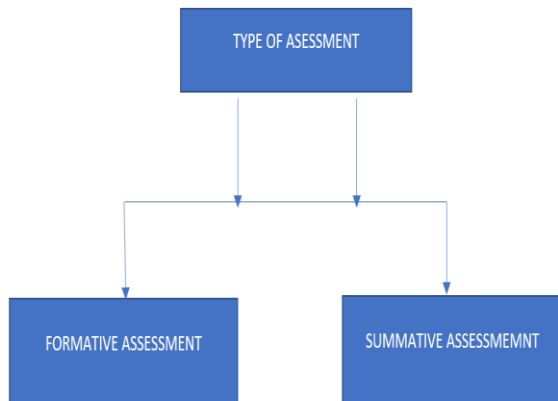 TYPE OF ASESSMENT
FORMATIVE ASSESSMENT
SUMMATIVE ASSESSMEMNT